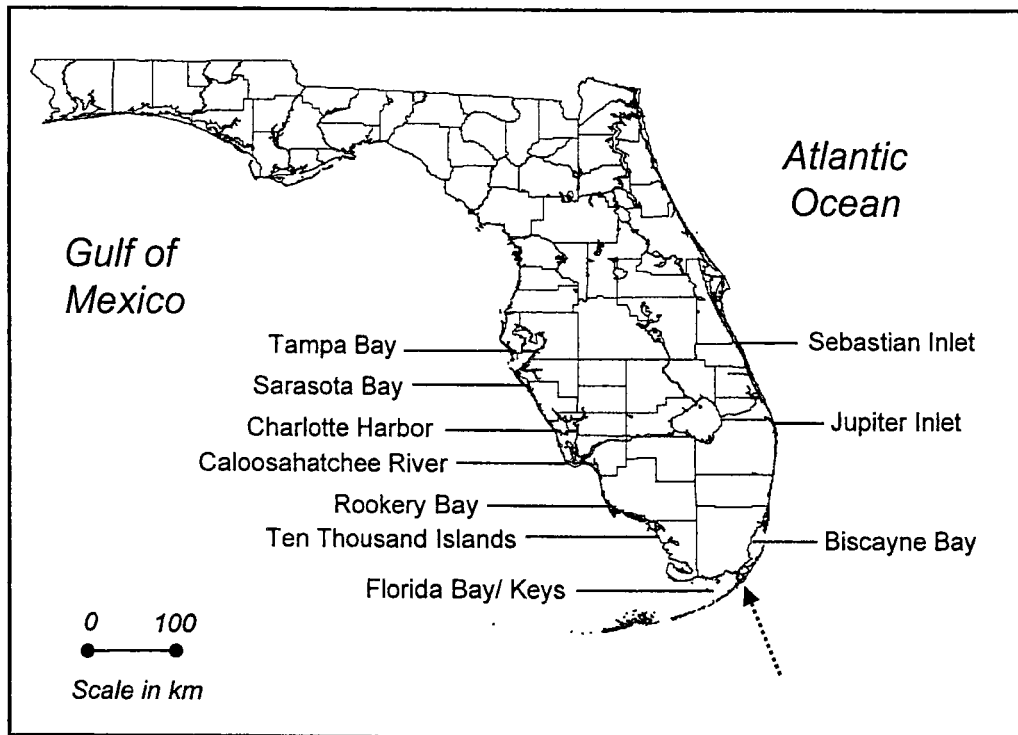 Atlantic
Ocean
Gulf of
Mexico
Tampa Bay
Sebastian Inlet
Sarasota Bay
Charlotte Harbor
Jupiter Inlet
Caloosahatchee River
Rookery Bay
Ten Thousand Islands
Biscayne Bay
Florida Bay/ Keys
0 100
Scale in km